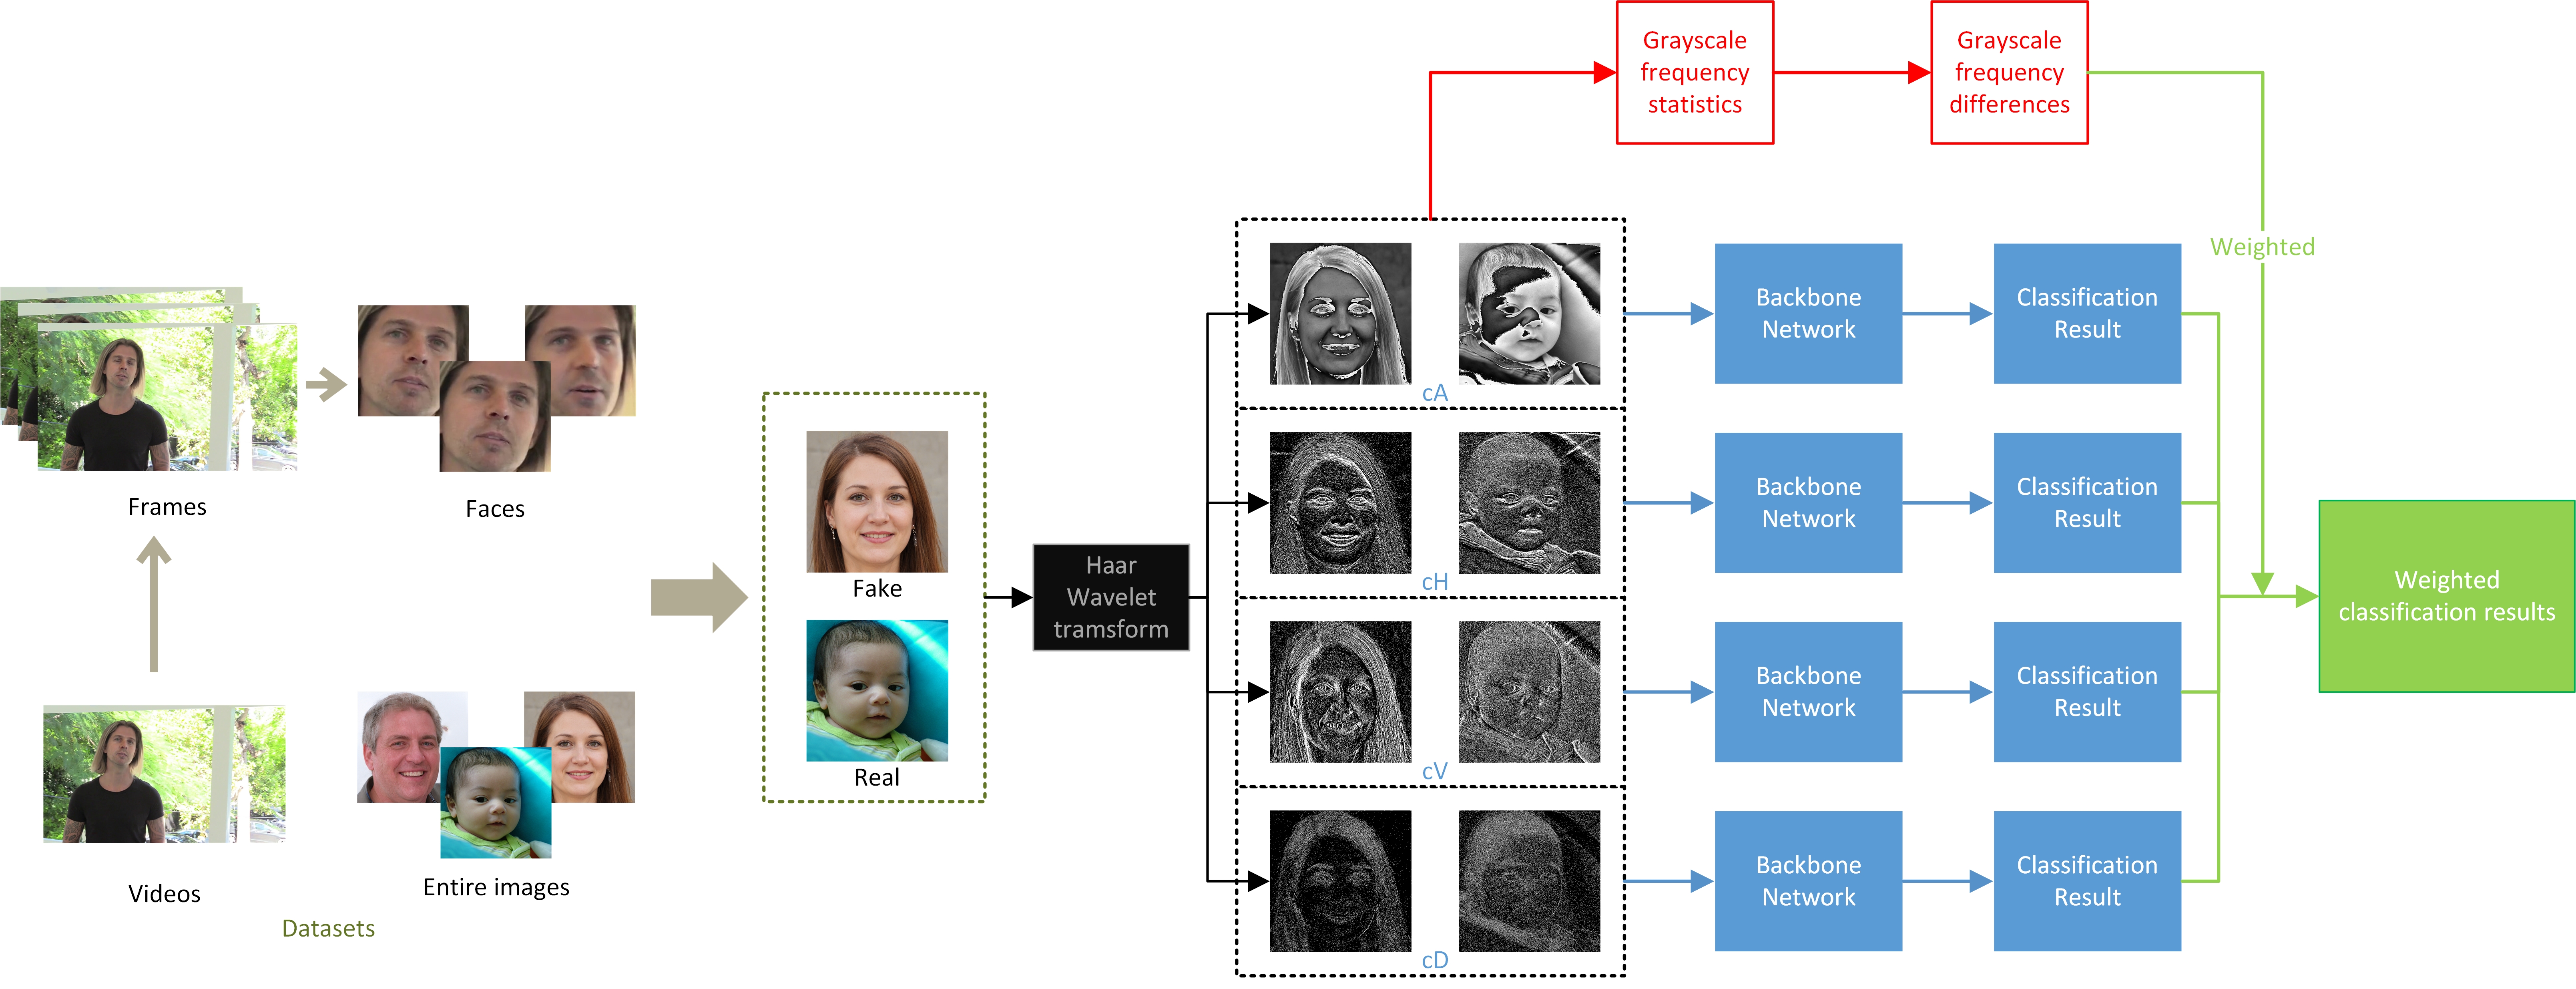 Grayscale
frequency
statistics
Grayscale
frequency
differences
Weighted
Frames
Faces
Videos
Entire images
Datasets
Fake
Real
Haar
Wavelet
tramsform
cA
Backbone
Network
Classification
Result
cH
Backbone
Network
Classification
Result
cV
Backbone
Network
Classification
Result
cD
Backbone
Network
Classification
Result
Weighted
classification results